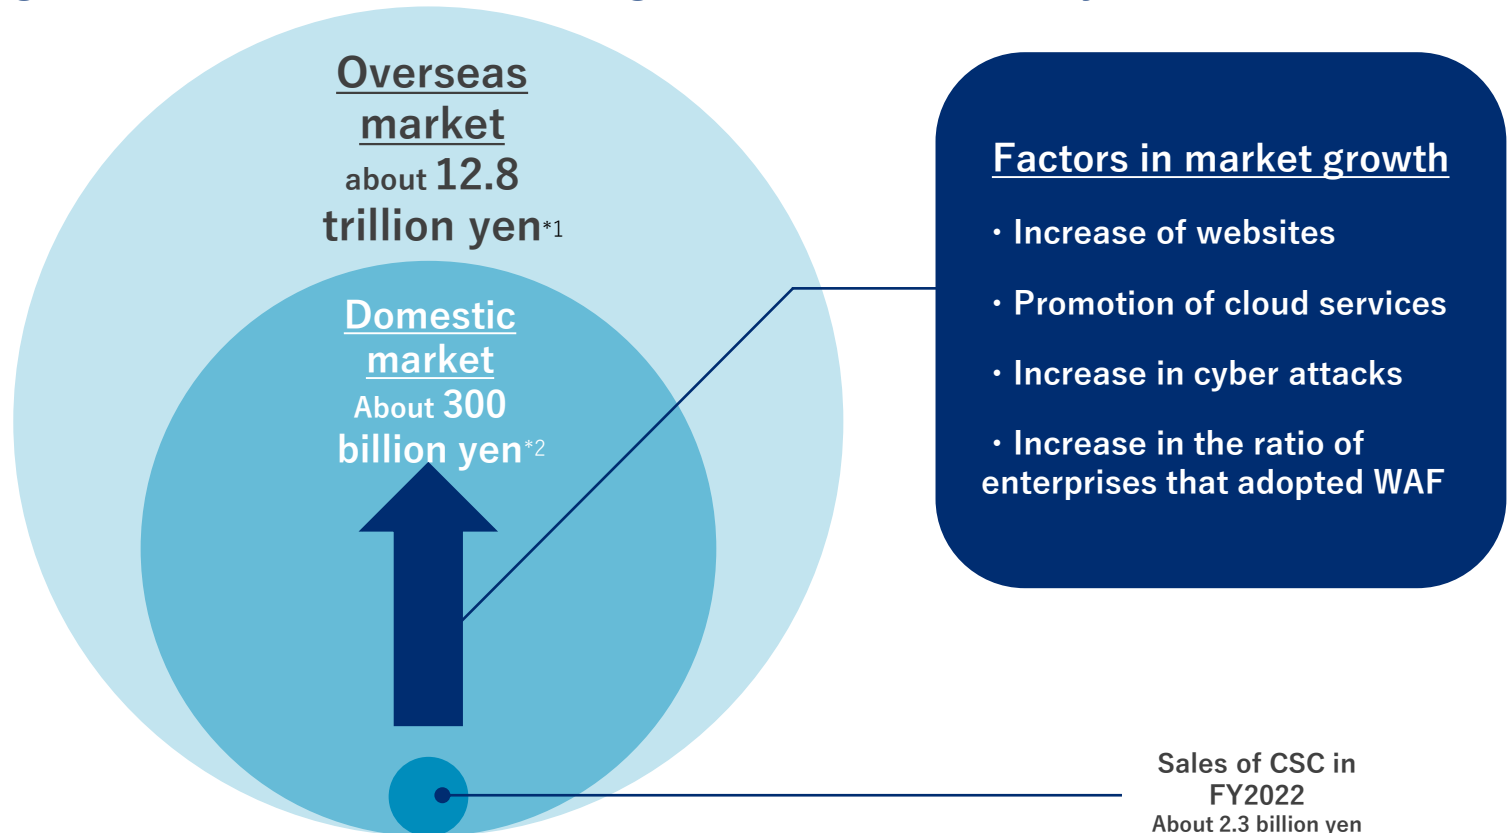 Overseas
market
about 12.8
trillion yen*1
Domestic
market
About 300
billion yen*2
Factors in market growth
・Increase of websites
・Promotion of cloud services
・Increase in cyber attacks
・Increase in the ratio of
enterprises that adopted WAF
Sales of CSC in
FY2022
About 2.3 billion yen